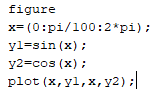 figure
x=(0:pi/100:2*pi);
y1=sin(x);
y2=cos(x);
plot(x,y1,x,y2);